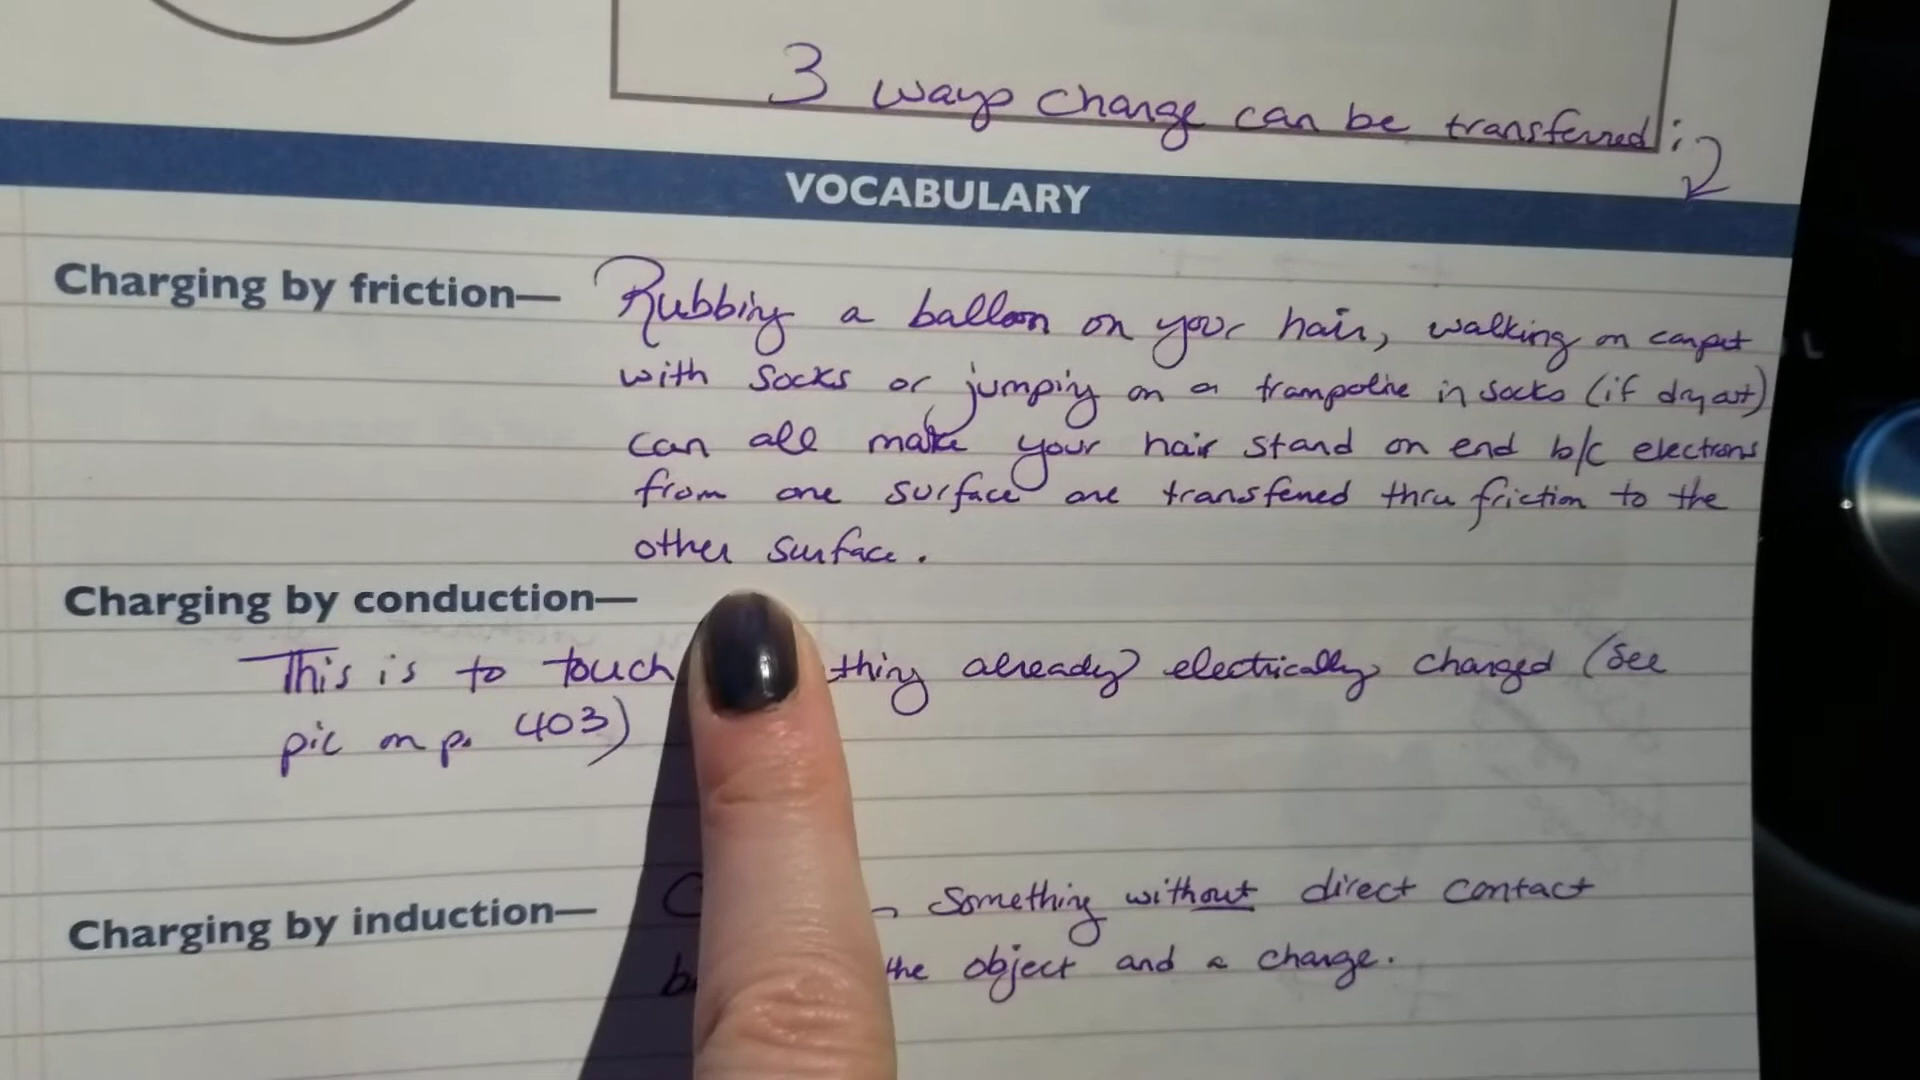 3 ways charge can be transferred:
VOCABULARY
Charging by friction— Rubbing a balloon on your hair, walking on carpet
with socks or jumping on a trampoline in socks (if dry out)
can all make your hair stand on end b/c electrons
from one surface are transferred thru friction to the
other surface.
Charging by conduction—
This is to touch thing already electrically charged (see
pic on p. 403)
Charging by induction— Something without direct contact
the object and a charge.